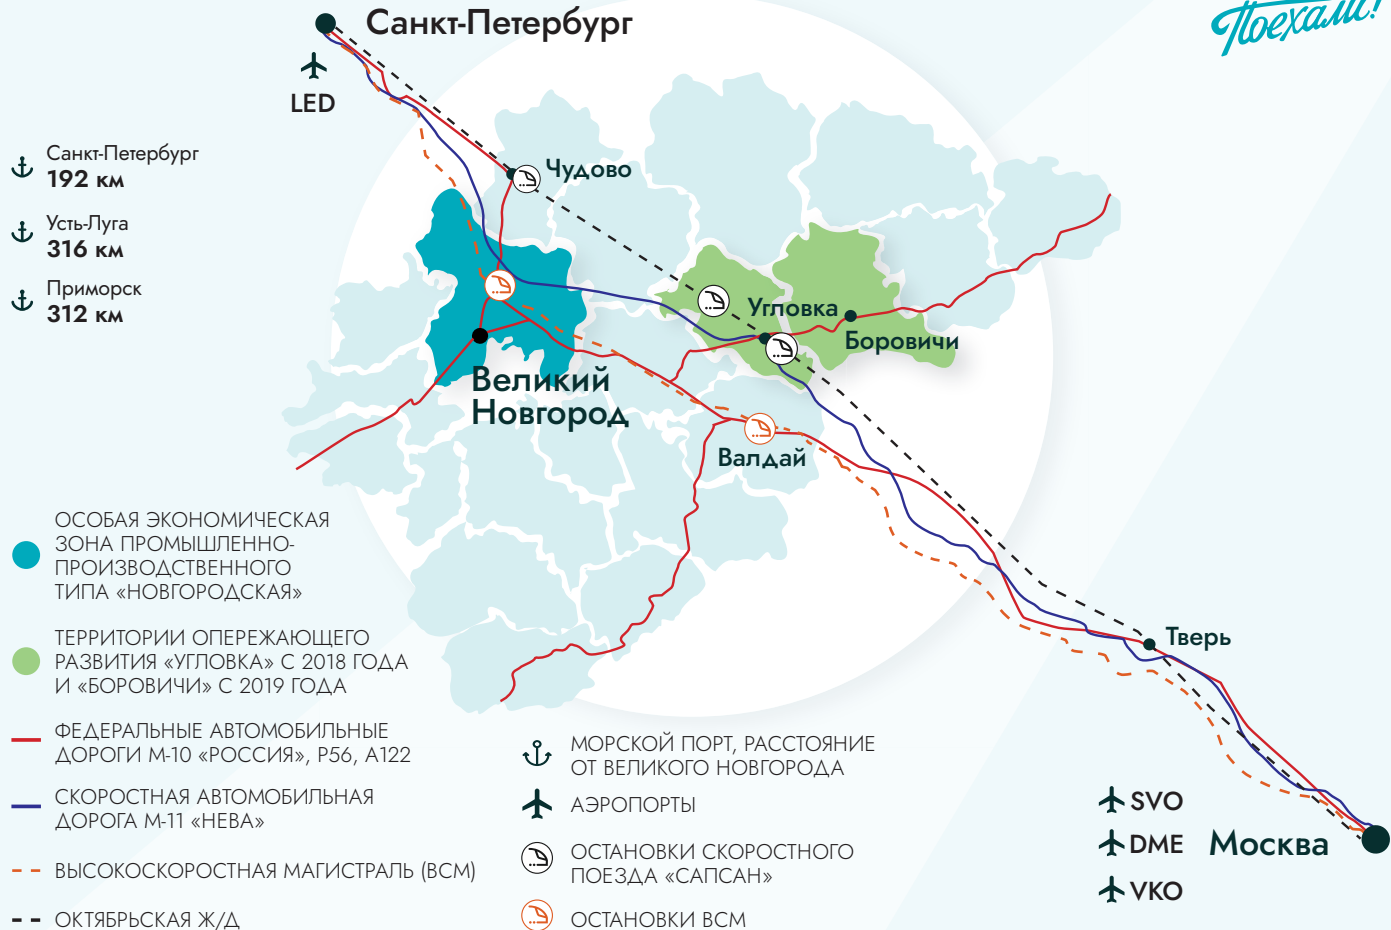 Поехали!
Санкт-Петербург
LED
Санкт-Петербург
192 км
Усть-Луга
316 км
Приморск
312 км
Чудово
Угловка
Боровичи
Великий
Новгород
Валдай
Тверь
SVO
DME
VKO
Москва
ОСОБАЯ ЭКОНОМИЧЕСКАЯ
ЗОНА ПРОМЫШЛЕННО-
ПРОИЗВОДСТВЕННОГО
ТИПА «НОВГОРОДСКАЯ»
ТЕРРИТОРИИ ОПЕРЕЖАЮЩЕГО
РАЗВИТИЯ «УГЛОВКА» С 2018 ГОДА
И «БОРОВИЧИ» С 2019 ГОДА
ФЕДЕРАЛЬНЫЕ АВТОМОБИЛЬНЫЕ
ДОРОГИ М-10 «РОССИЯ», Р56, А122
СКОРОСТНАЯ АВТОМОБИЛЬНАЯ
ДОРОГА М-11 «НЕВА»
ВЫСОКОСКОРОСТНАЯ МАГИСТРАЛЬ (ВСМ)
ОКТЯБРЬСКАЯ Ж/Д
МОРСКОЙ ПОРТ, РАССТОЯНИЕ
ОТ ВЕЛИКОГО НОВГОРОДА
АЭРОПОРТЫ
ОСТАНОВКИ СКОРОСТНОГО
ПОЕЗДА «САПСАН»
ОСТАНОВКИ ВСМ